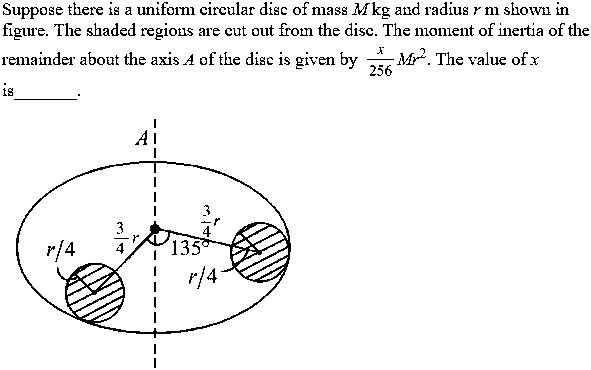 Suppose there is a uniform circular disc of mass M kg and radius r m shown in
figure. The shaded regions are cut out from the disc. The moment of inertia of the
remainder about the axis A of the disc is given by x/256 Mr². The value of x
is________.
A
3/4 r
3/4 r
r/4
135°
r/4